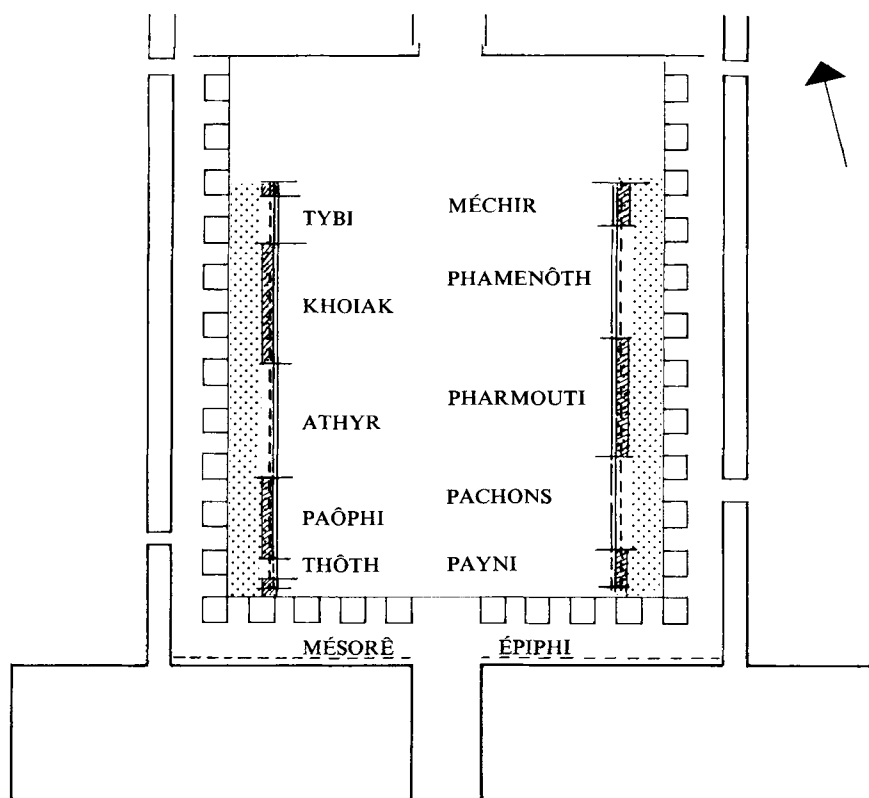 TYBI
MÉCHIR
KHOIAK
PHAMENÔTH
ATHYR
PHARMOUTI
PAÔPHI
PACHONS
THÔTH
PAYNI
MÉSORÊ
ÉPIPHI